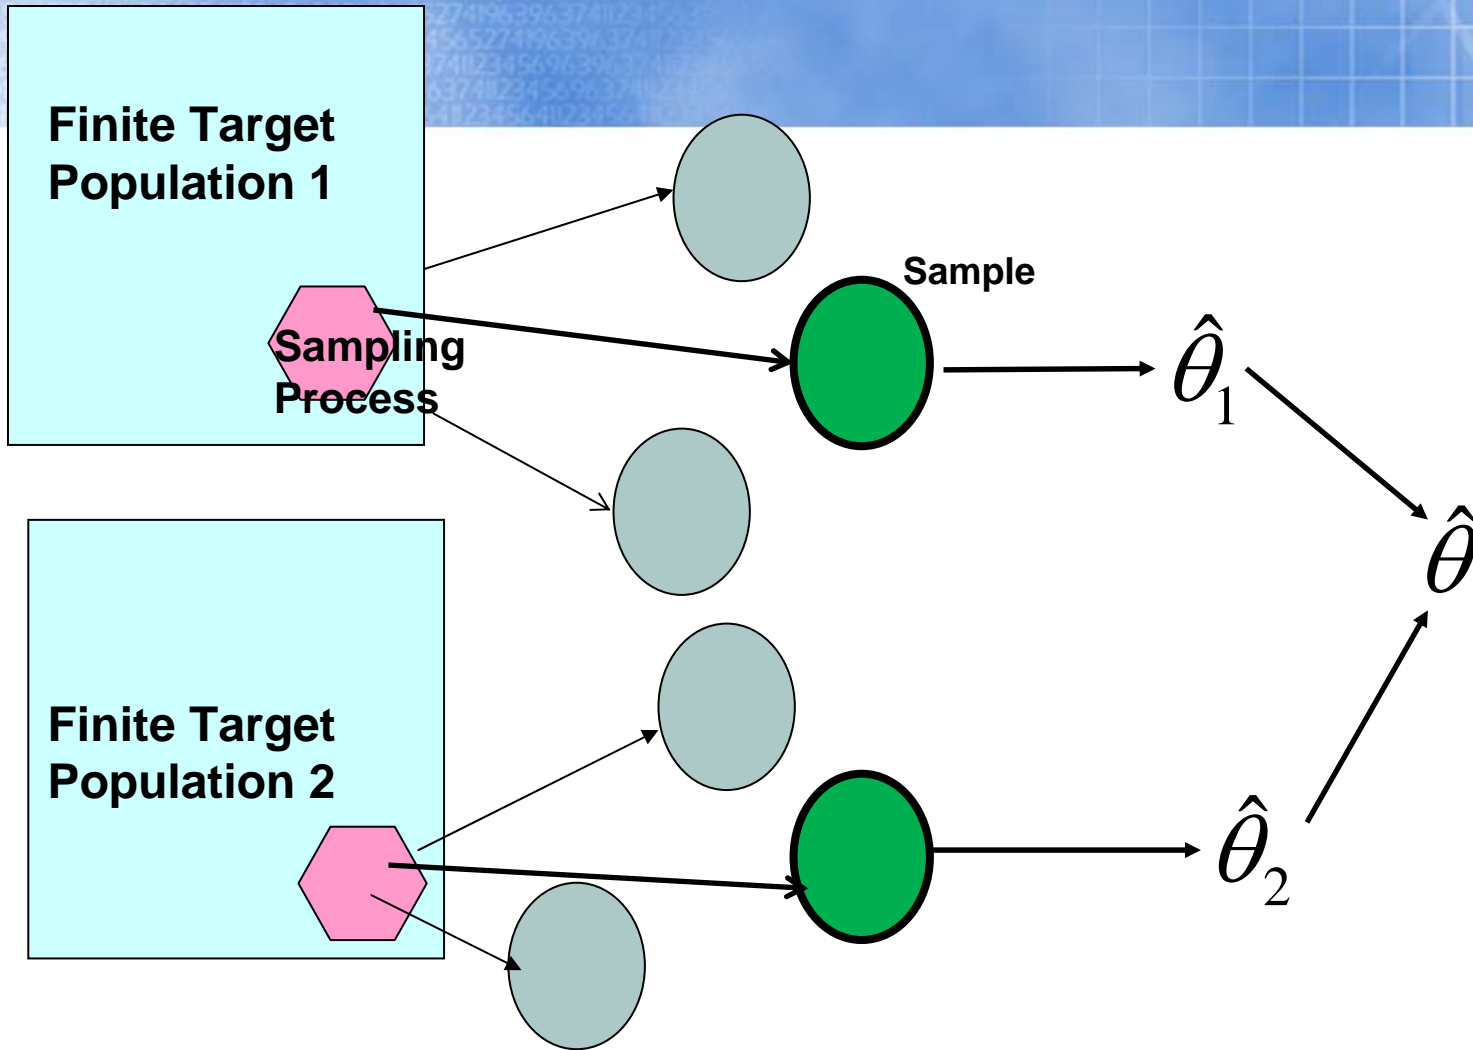 Finite Target
Population 1
Sample
Sampling
Process
θ̂₁
θ̂
Finite Target
Population 2
θ̂₂